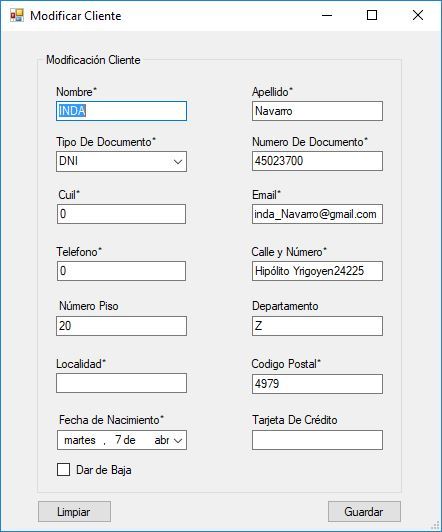 Modificar Cliente
Modificación Cliente
Nombre* Apellido*
INDA Navarro
Tipo De Documento* Numero De Documento*
DNI 45023700
Cuil* Email*
0 inda_Navarro@gmail.com
Telefono* Calle y Número*
0 Hipólito Yrigoyen24225
Número Piso Departamento
20 Z
Localidad* Codigo Postal*
4979
Fecha de Nacimiento* Tarjeta De Crédito
martes , 7 de abr
Dar de Baja
Limpiar Guardar